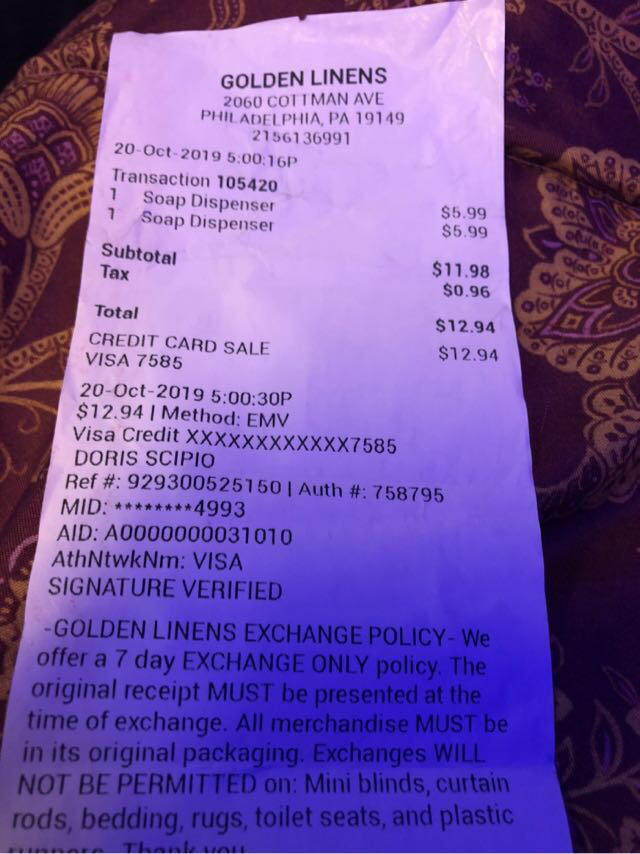 GOLDEN LINENS
2060 COTTMAN AVE
PHILADELPHIA, PA 19149
2156136991
20-Oct-2019 5:00:16P
Transaction 105420
1 Soap Dispenser $5.99
1 Soap Dispenser $5.99
Subtotal $11.98
Tax $0.96
Total $12.94
CREDIT CARD SALE $12.94
VISA 7585
20-Oct-2019 5:00:30P
$12.94 | Method: EMV
Visa Credit XXXXXXXXXXXX7585
DORIS SCIPIO
Ref #: 929300525150 | Auth #: 758795
MID: ********4993
AID: A0000000031010
AthNtwkNm: VISA
SIGNATURE VERIFIED
-GOLDEN LINENS EXCHANGE POLICY- We
offer a 7 day EXCHANGE ONLY policy. The
original receipt MUST be presented at the
time of exchange. All merchandise MUST be
in its original packaging. Exchanges WILL
NOT BE PERMITTED on: Mini blinds, curtain
rods, bedding, rugs, toilet seats, and plastic
runners. Thank you